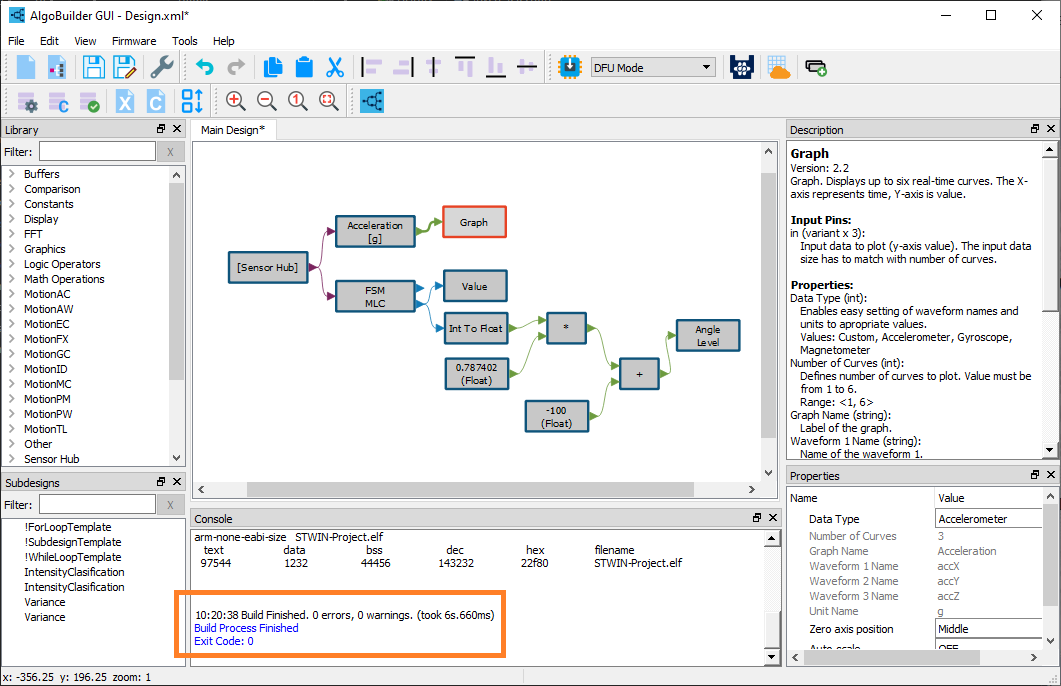 AlgoBuilder GUI - Design.xml*
File Edit View Firmware Tools Help
DFU Mode
Library
Filter:
X
Buffers
Comparison
Constants
Display
FFT
Graphics
Logic Operators
Math Operations
MotionAC
MotionAW
MotionEC
MotionFX
MotionGC
MotionID
MotionMC
MotionPM
MotionPW
MotionTL
Other
Sensor Hub
Subdesigns
Filter:
X
!ForLoopTemplate
!SubdesignTemplate
!WhileLoopTemplate
IntensityClasification
IntensityClasification
Variance
Variance
Main Design*
[Sensor Hub]
Acceleration
[g]
Graph
FSM
MLC
Value
Int To Float
*
0.787402
(Float)
+
-100
(Float)
Angle
Level
Console
arm-none-eabi-size STWIN-Project.elf
text data bss dec hex filename
97544 1232 44456 143232 22f80 STWIN-Project.elf
10:20:38 Build Finished. 0 errors, 0 warnings. (took 6s.660ms)
Build Process Finished
Exit Code: 0
Description
Graph
Version: 2.2
Graph. Displays up to six real-time curves. The X-
axis represents time, Y-axis is value.
Input Pins:
in (variant x 3):
Input data to plot (y-axis value). The input data
size has to match with number of curves.
Properties:
Data Type (int):
Enables easy setting of waveform names and
units to apropriate values.
Values: Custom, Accelerometer, Gyroscope,
Magnetometer
Number of Curves (int):
Defines number of curves to plot. Value must be
from 1 to 6.
Range: <1, 6>
Graph Name (string):
Label of the graph.
Waveform 1 Name (string):
Name of the waveform 1.
Properties
Name Value
Data Type Accelerometer
Number of Curves 3
Graph Name Acceleration
Waveform 1 Name accX
Waveform 2 Name accY
Waveform 3 Name accZ
Unit Name g
Zero axis position Middle
Auto-scale OFF
x: -356.25 y: 196.25 zoom: 1